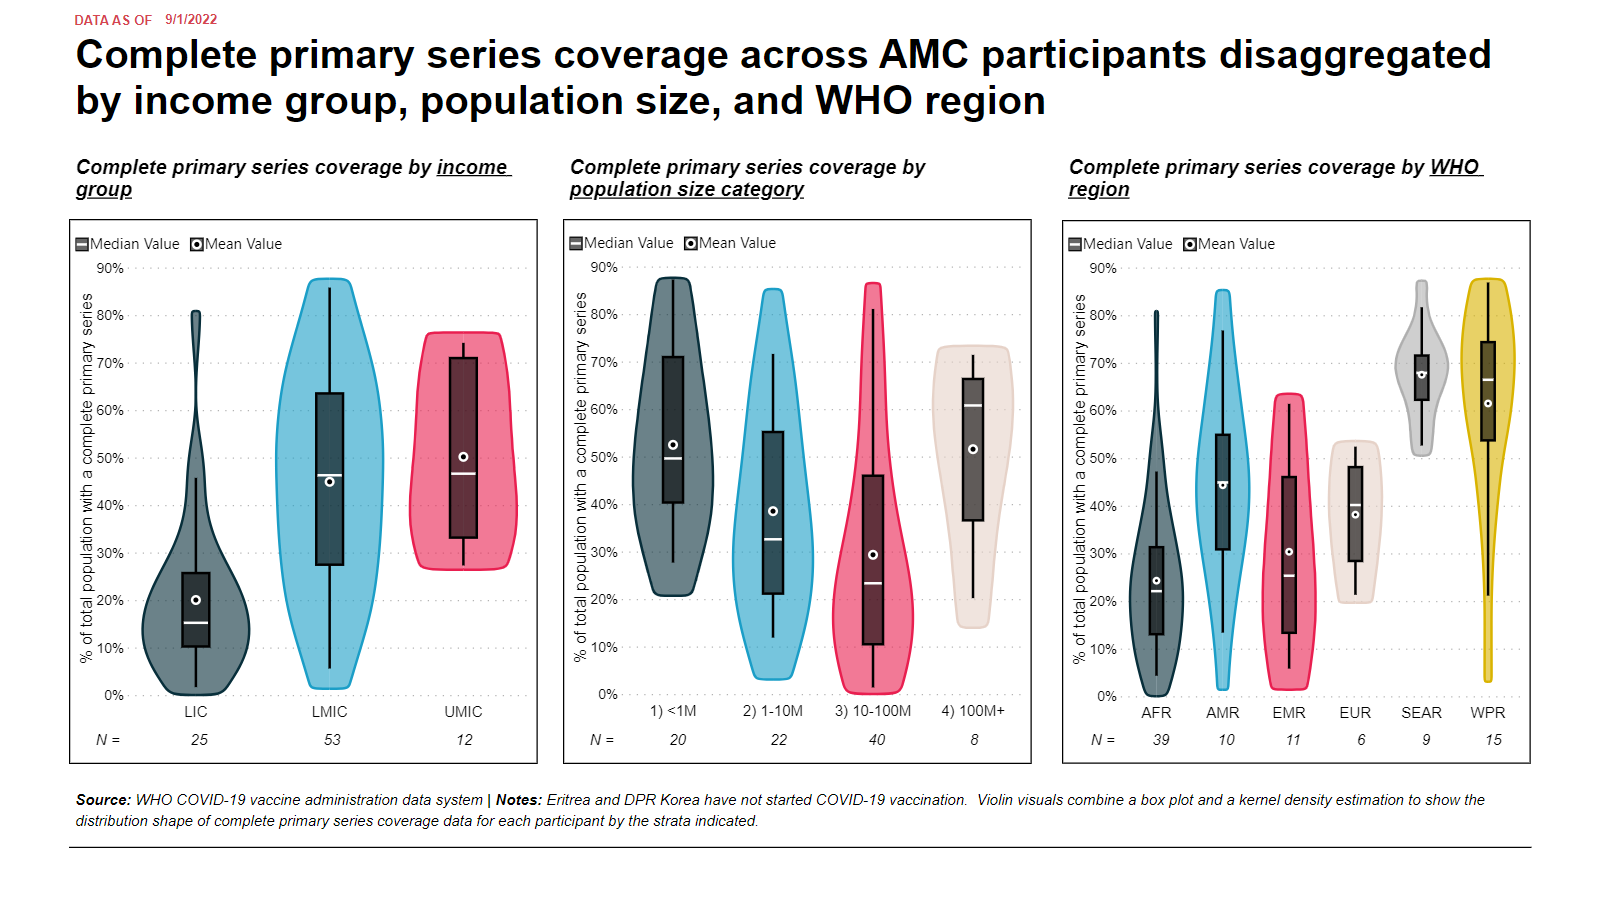 DATA AS OF 9/1/2022
Complete primary series coverage across AMC participants disaggregated
by income group, population size, and WHO region
Complete primary series coverage by income
group
Median Value Mean Value
% of total population with a complete primary series
90%
80%
70%
60%
50%
40%
30%
20%
10%
0%
LIC LMIC UMIC
N = 25 53 12
Complete primary series coverage by
population size category
Median Value Mean Value
% of total population with a complete primary series
90%
80%
70%
60%
50%
40%
30%
20%
10%
0%
1) <1M 2) 1-10M 3) 10-100M 4) 100M+
N = 20 22 40 8
Complete primary series coverage by WHO
region
Median Value Mean Value
% of total population with a complete primary series
90%
80%
70%
60%
50%
40%
30%
20%
10%
0%
AFR AMR EMR EUR SEAR WPR
N = 39 10 11 6 9 15
Source: WHO COVID-19 vaccine administration data system | Notes: Eritrea and DPR Korea have not started COVID-19 vaccination. Violin visuals combine a box plot and a kernel density estimation to show the
distribution shape of complete primary series coverage data for each participant by the strata indicated.